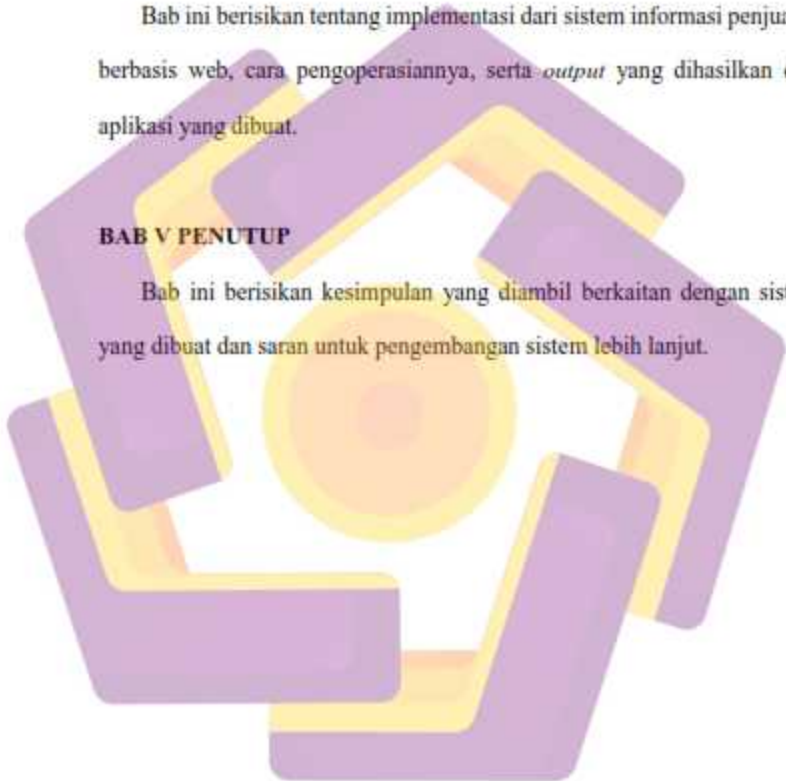 Bab ini berisikan tentang implementasi dari sistem informasi penjua
berbasis web, cara pengoperasiannya, serta output yang dihasilkan
aplikasi yang dibuat.
BAB V PENUTUP
Bab ini berisikan kesimpulan yang diambil berkaitan dengan sist
yang dibuat dan saran untuk pengembangan sistem lebih lanjut.